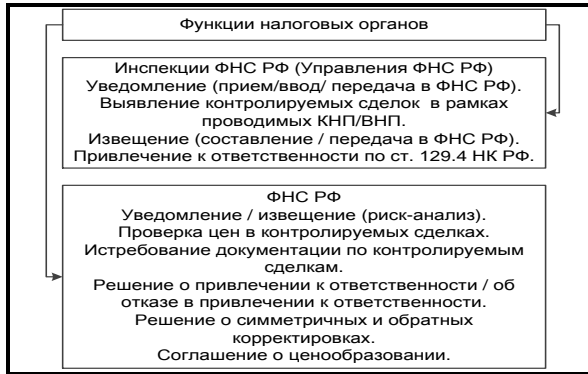 Функции налоговых органов
Инспекции ФНС РФ (Управления ФНС РФ)
Уведомление (прием/ввод/ передача в ФНС РФ).
Выявление контролируемых сделок в рамках
проводимых КНП/ВНП.
Извещение (составление / передача в ФНС РФ).
Привлечение к ответственности по ст. 129.4 НК РФ.
ФНС РФ
Уведомление / извещение (риск-анализ).
Проверка цен в контролируемых сделках.
Истребование документации по контролируемым
сделкам.
Решение о привлечении к ответственности / об
отказе в привлечении к ответственности.
Решение о симметричных и обратных
корректировках.
Соглашение о ценообразовании.